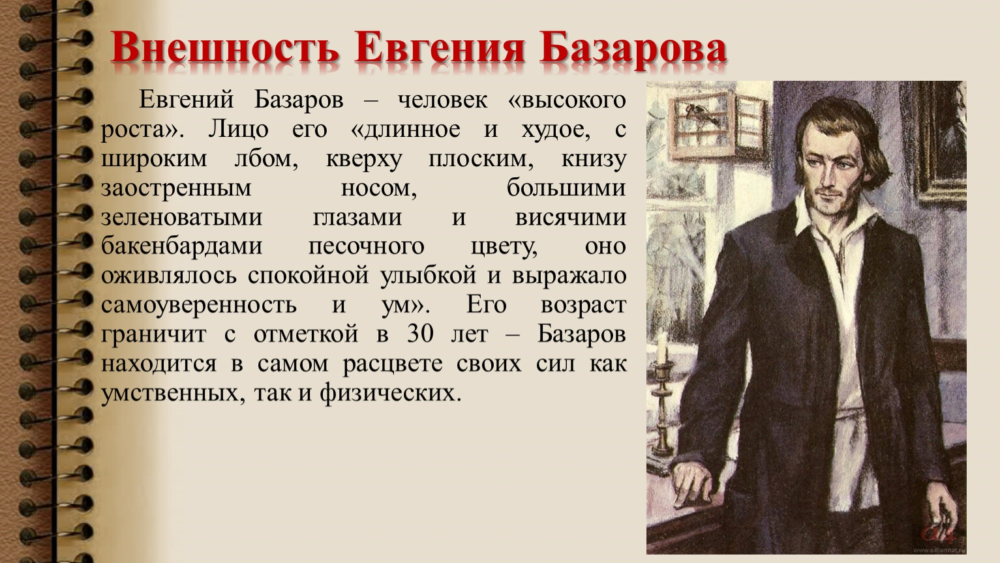 Внешность Евгения Базарова
Евгений Базаров – человек «высокого
роста». Лицо его «длинное и худое, с
широким лбом, кверху плоским, книзу
заостренным носом, большими
зеленоватыми глазами и висячими
бакенбардами песочного цвету, оно
оживлялось спокойной улыбкой и выражало
самоуверенность и ум». Его возраст
граничит с отметкой в 30 лет – Базаров
находится в самом расцвете своих сил как
умственных, так и физических.
www.a4format.ru